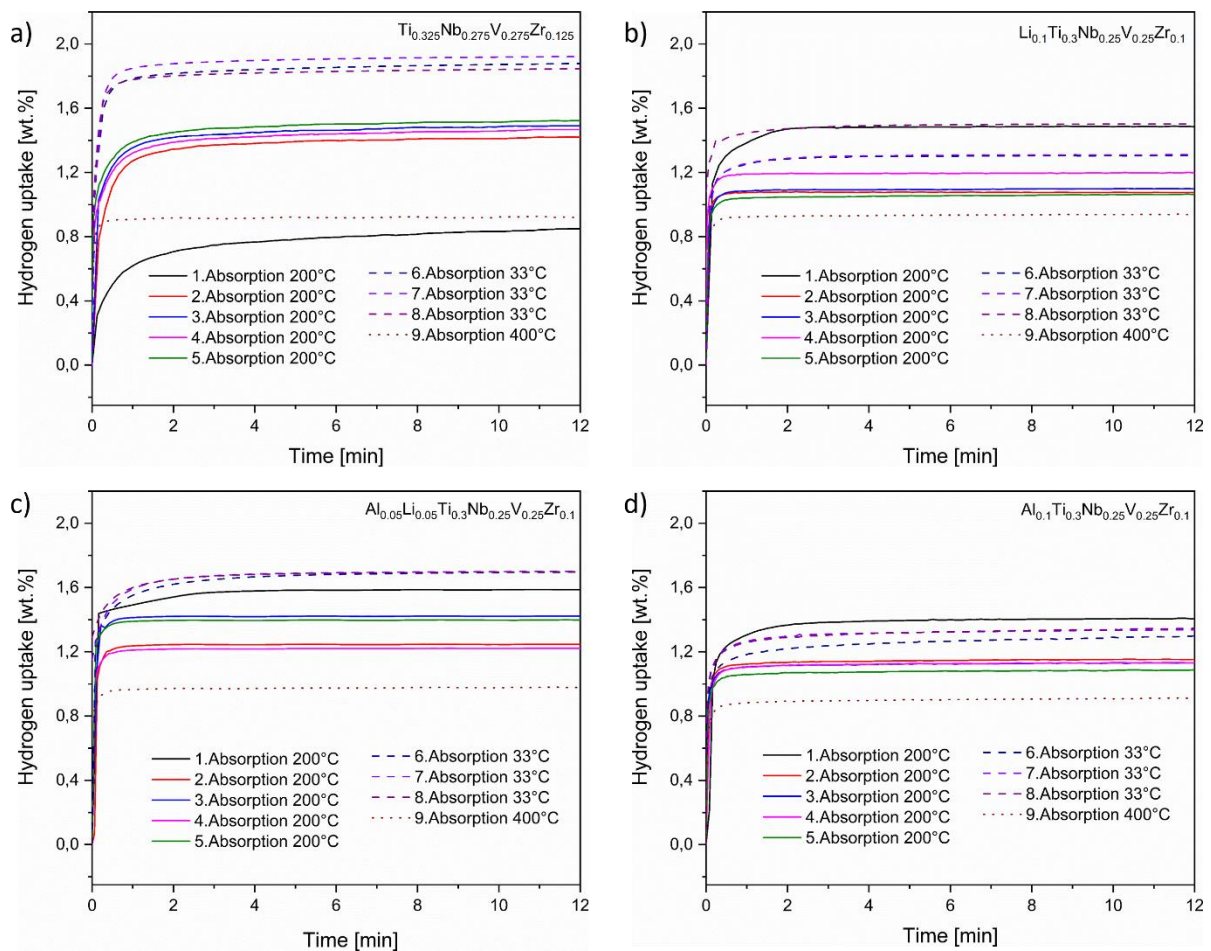 a)
Ti0.325Nb0.275V0.275Zr0.125
2,0
1,6
1,2
0,8
0,4
0,0
Hydrogen uptake [wt.%]
1.Absorption 200°C
2.Absorption 200°C
3.Absorption 200°C
4.Absorption 200°C
5.Absorption 200°C
6.Absorption 33°C
7.Absorption 33°C
8.Absorption 33°C
9.Absorption 400°C
0 2 4 6 8 10 12
Time [min]
b)
Li0.1Ti0.3Nb0.25V0.25Zr0.1
2,0
1,6
1,2
0,8
0,4
0,0
Hydrogen uptake [wt.%]
1.Absorption 200°C
2.Absorption 200°C
3.Absorption 200°C
4.Absorption 200°C
5.Absorption 200°C
6.Absorption 33°C
7.Absorption 33°C
8.Absorption 33°C
9.Absorption 400°C
0 2 4 6 8 10 12
Time [min]
c)
Al0.05Li0.05Ti0.3Nb0.25V0.25Zr0.1
2,0
1,6
1,2
0,8
0,4
0,0
Hydrogen uptake [wt.%]
1.Absorption 200°C
2.Absorption 200°C
3.Absorption 200°C
4.Absorption 200°C
5.Absorption 200°C
6.Absorption 33°C
7.Absorption 33°C
8.Absorption 33°C
9.Absorption 400°C
0 2 4 6 8 10 12
Time [min]
d)
Al0.1Ti0.3Nb0.25V0.25Zr0.1
2,0
1,6
1,2
0,8
0,4
0,0
Hydrogen uptake [wt.%]
1.Absorption 200°C
2.Absorption 200°C
3.Absorption 200°C
4.Absorption 200°C
5.Absorption 200°C
6.Absorption 33°C
7.Absorption 33°C
8.Absorption 33°C
9.Absorption 400°C
0 2 4 6 8 10 12
Time [min]